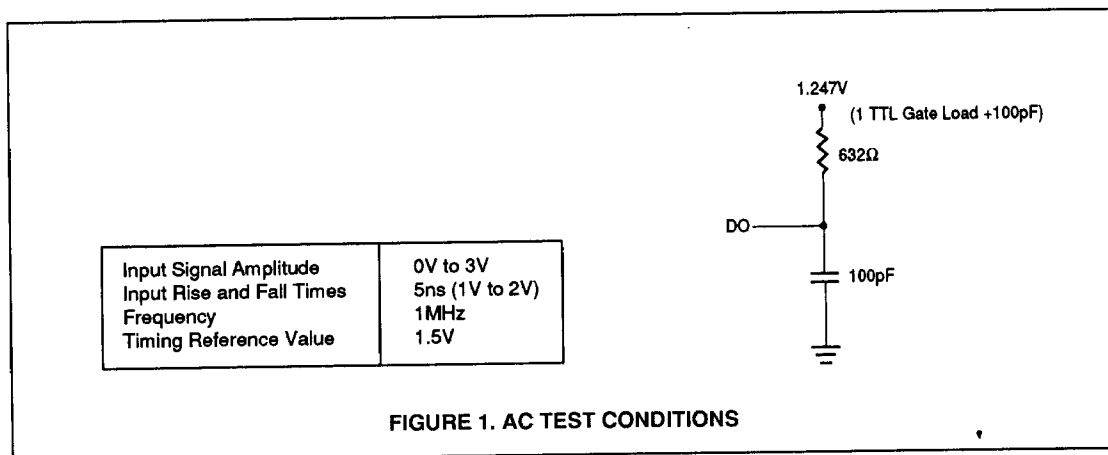 1.247V
(1 TTL Gate Load +100pF)
632Ω
DO
100pF
Input Signal Amplitude 0V to 3V
Input Rise and Fall Times 5ns (1V to 2V)
Frequency 1MHz
Timing Reference Value 1.5V
FIGURE 1. AC TEST CONDITIONS